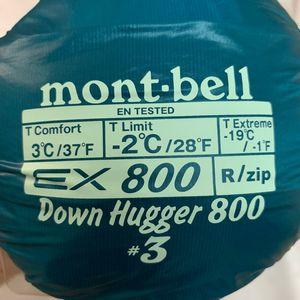 mont-bell
EN TESTED
T Comfort T Limit T Extreme
3℃/37°F -2℃/28°F -19℃/-1°F
EX 800 R/zip
Down Hugger 800
#3